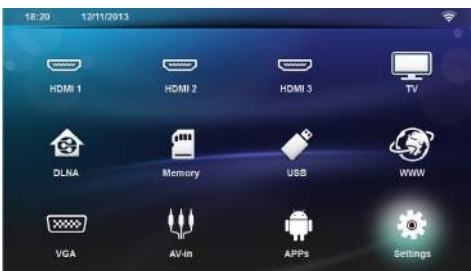 18:20 12/11/2013
HDMI 1 HDMI 2 HDMI 3 TV
DLNA Memory USB WWW
VGA AV-in APPs Settings